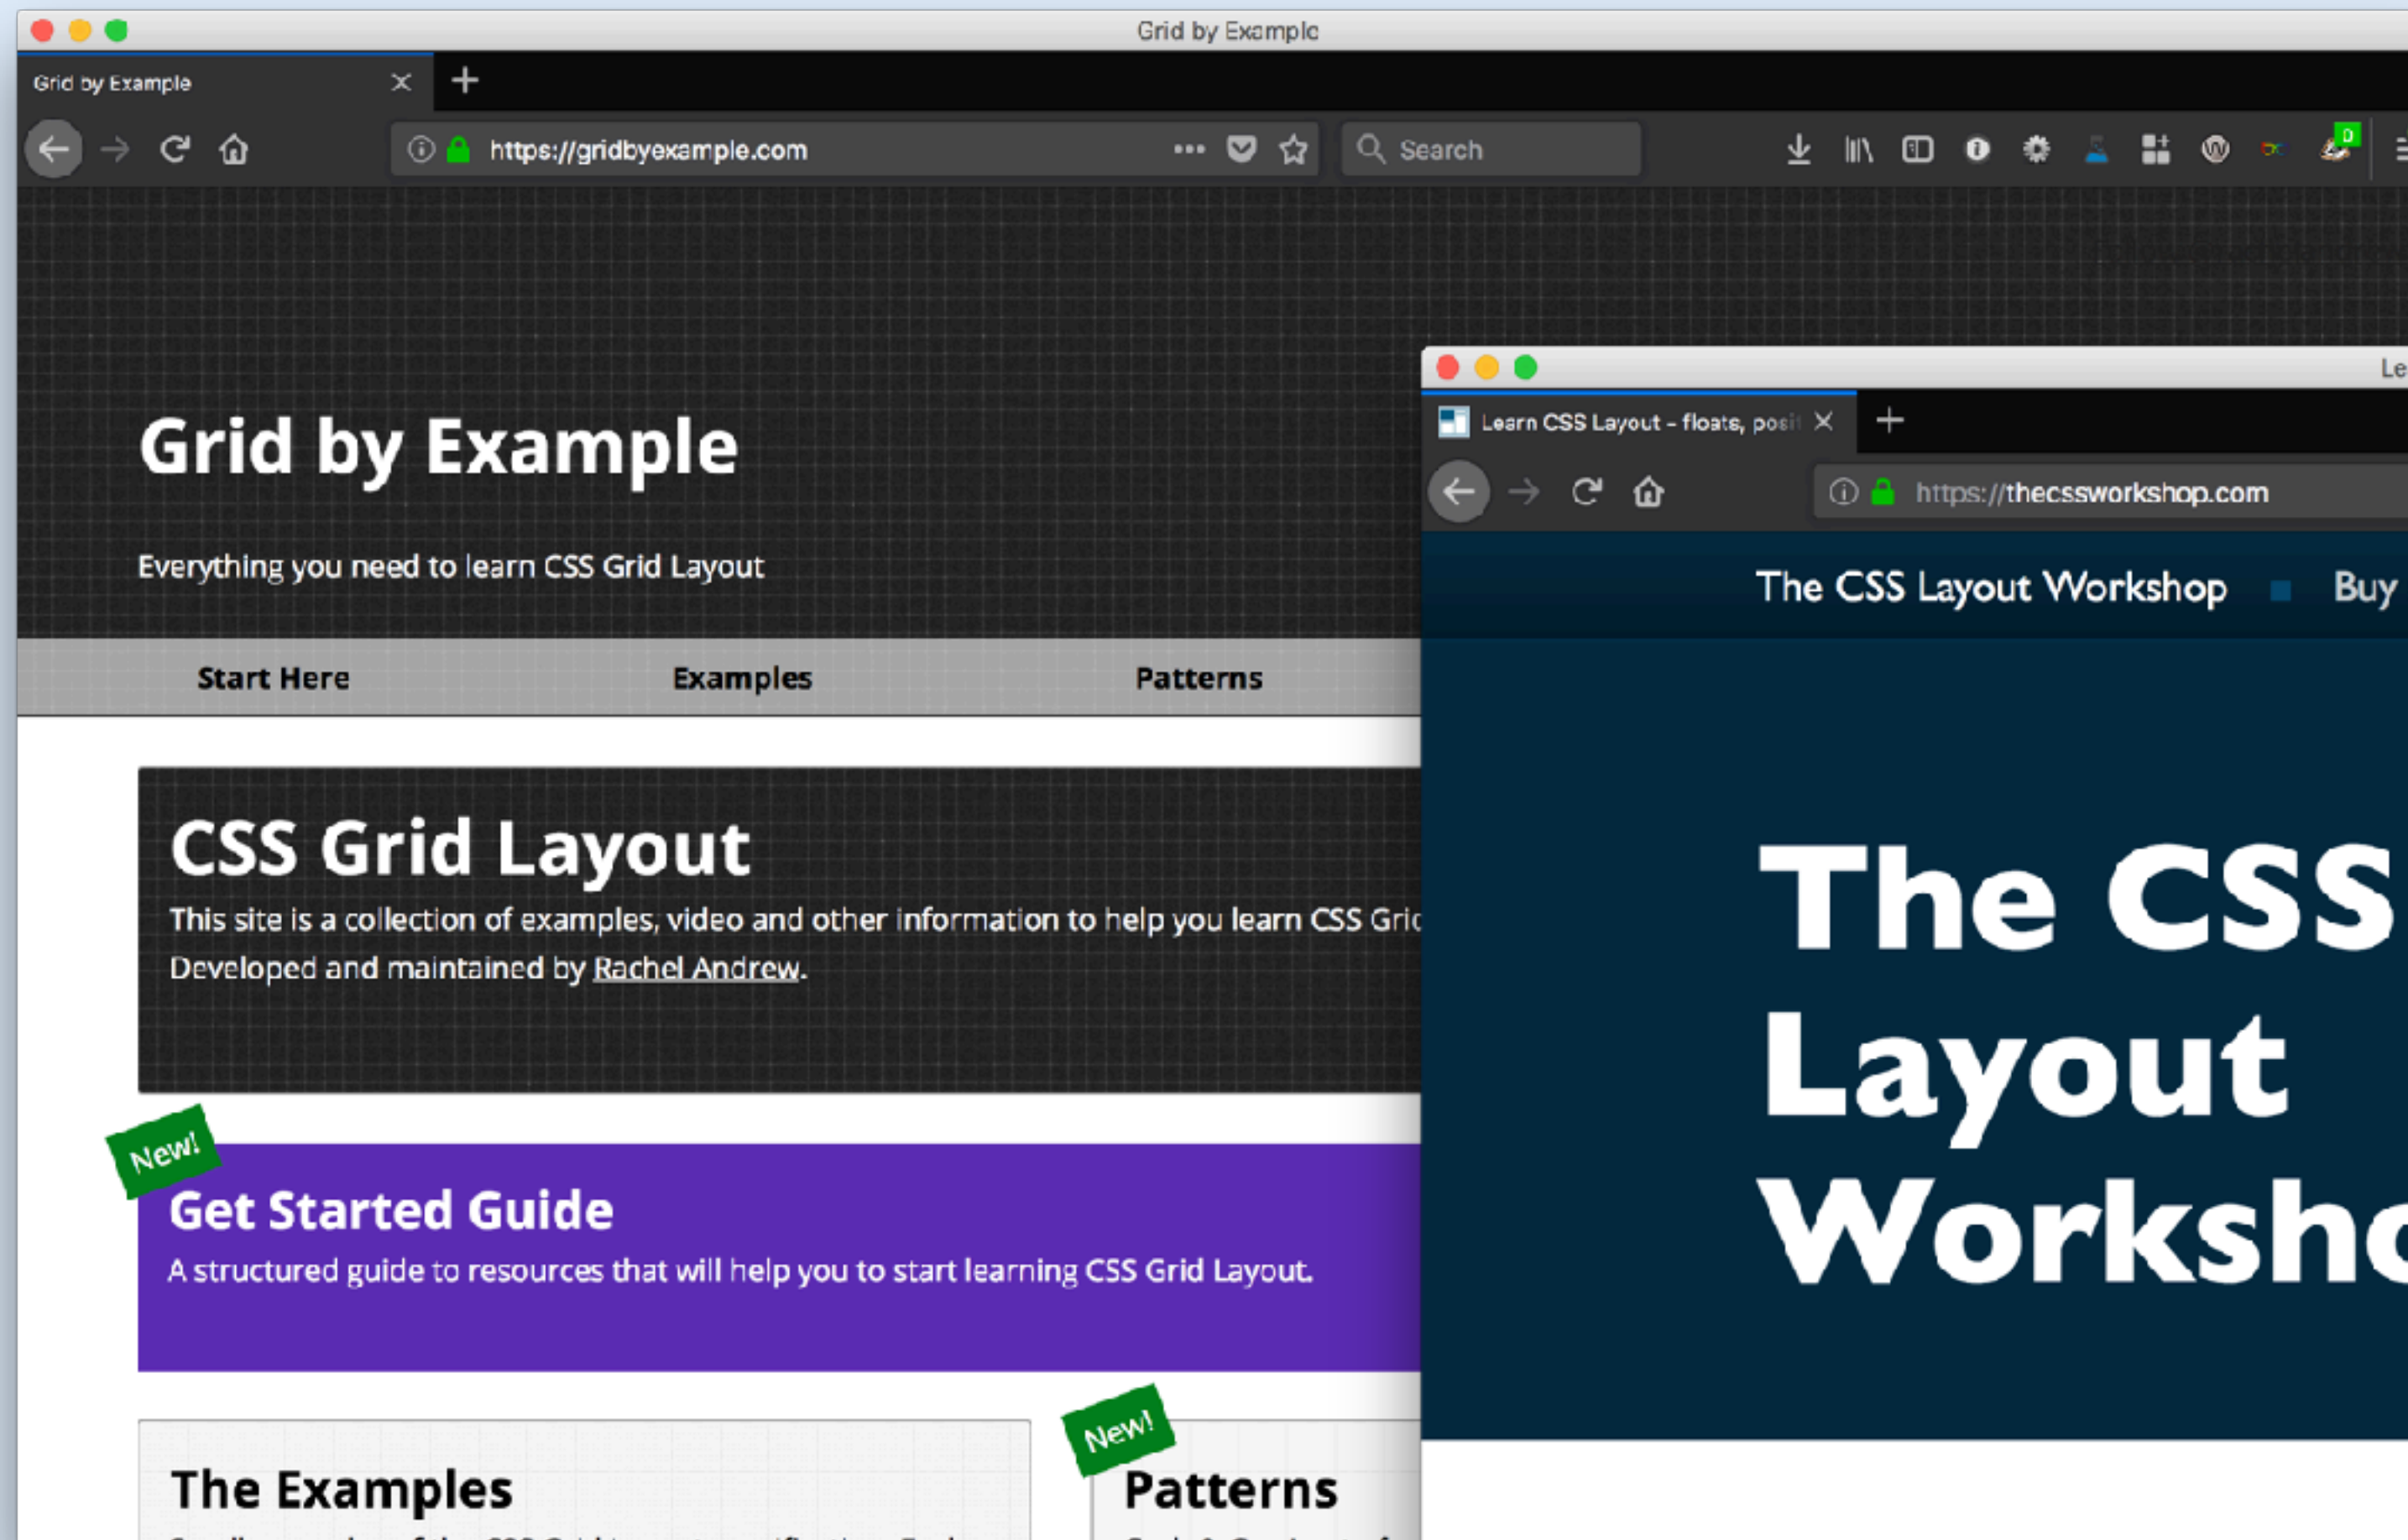 Grid by Example
Grid by Example
https://gridbyexample.com
Search
0
Grid by Example
Everything you need to learn CSS Grid Layout
Start Here
Examples
Patterns
CSS Grid Layout
This site is a collection of examples, video and other information to help you learn CSS
Developed and maintained by Rachel Andrew.
New!
Get Started Guide
A structured guide to resources that will help you to start learning CSS Grid Layout.
The Examples
New!
Patterns
Learn CSS Layout - floats,
https://thecssworkshop.com
The CSS Layout Workshop
Buy
The CSS
Layout